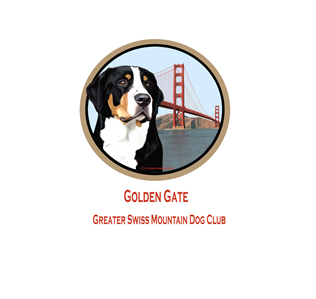 GOLDEN GATE
GREATER SWISS MOUNTAIN DOG CLUB